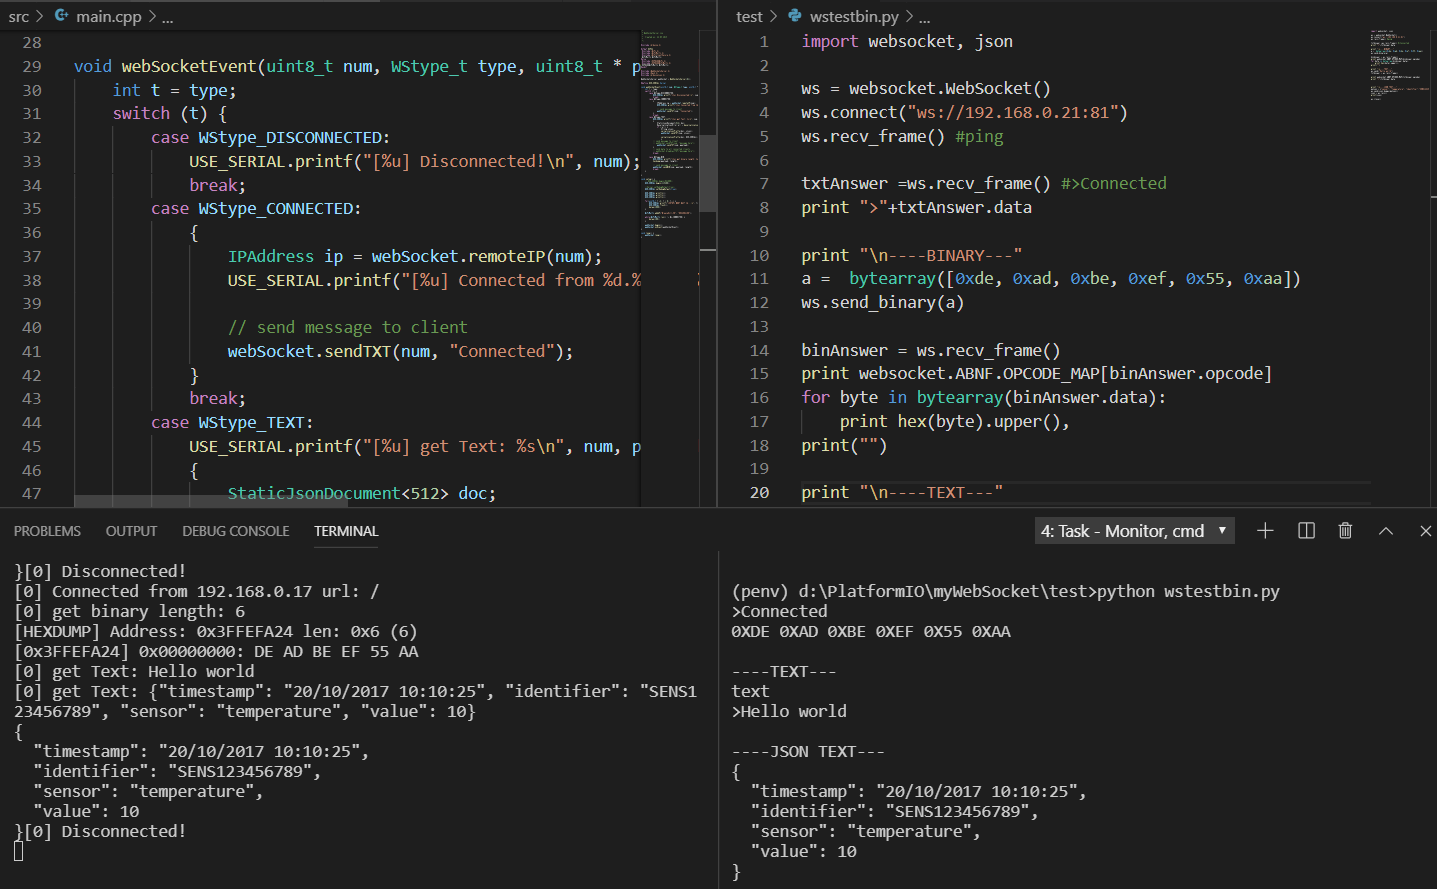 src > main.cpp > ...
28
29 void webSocketEvent(uint8_t num, WStype_t type, uint8_t * p
30 int t = type;
31 switch (t) {
32 case WStype_DISCONNECTED:
33 USE_SERIAL.printf("[%u] Disconnected!\n", num);
34 break;
35 case WStype_CONNECTED:
36 {
37 IPAddress ip = webSocket.remoteIP(num);
38 USE_SERIAL.printf("[%u] Connected from %d.%
39
40 // send message to client
41 webSocket.sendTXT(num, "Connected");
42 }
43 break;
44 case WStype_TEXT:
45 USE_SERIAL.printf("[%u] get Text: %s\n", num, p
46 {
47 StaticJsonDocument<512> doc;
test > wstestbin.py > ...
1 import websocket, json
2
3 ws = websocket.WebSocket()
4 ws.connect("ws://192.168.0.21:81")
5 ws.recv_frame() #ping
6
7 txtAnswer =ws.recv_frame() #>Connected
8 print ">"+txtAnswer.data
9
10 print "\n----BINARY---"
11 a =  bytearray([0xde, 0xad, 0xbe, 0xef, 0x55, 0xaa])
12 ws.send_binary(a)
13
14 binAnswer = ws.recv_frame()
15 print websocket.ABNF.OPCODE_MAP[binAnswer.opcode]
16 for byte in bytearray(binAnswer.data):
17 print hex(byte).upper(),
18 print("")
19
20 print "\n----TEXT---"
PROBLEMS OUTPUT DEBUG CONSOLE TERMINAL 4: Task - Monitor, cmd
}[0] Disconnected!
[0] Connected from 192.168.0.17 url: /
[0] get binary length: 6
[HEXDUMP] Address: 0x3FFEFA24 len: 0x6 (6)
[0x3FFEFA24] 0x00000000: DE AD BE EF 55 AA
[0] get Text: Hello world
[0] get Text: {"timestamp": "20/10/2017 10:10:25", "identifier": "SENS1
23456789", "sensor": "temperature", "value": 10}
{
"timestamp": "20/10/2017 10:10:25",
"identifier": "SENS123456789",
"sensor": "temperature",
"value": 10
}[0] Disconnected!
(penv) d:\PlatformIO\myWebSocket\test>python wstestbin.py
>Connected
0XDE 0XAD 0XBE 0XEF 0X55 0XAA
----TEXT---
text
>Hello world
----JSON TEXT---
{
"timestamp": "20/10/2017 10:10:25",
"identifier": "SENS123456789",
"sensor": "temperature",
"value": 10
}